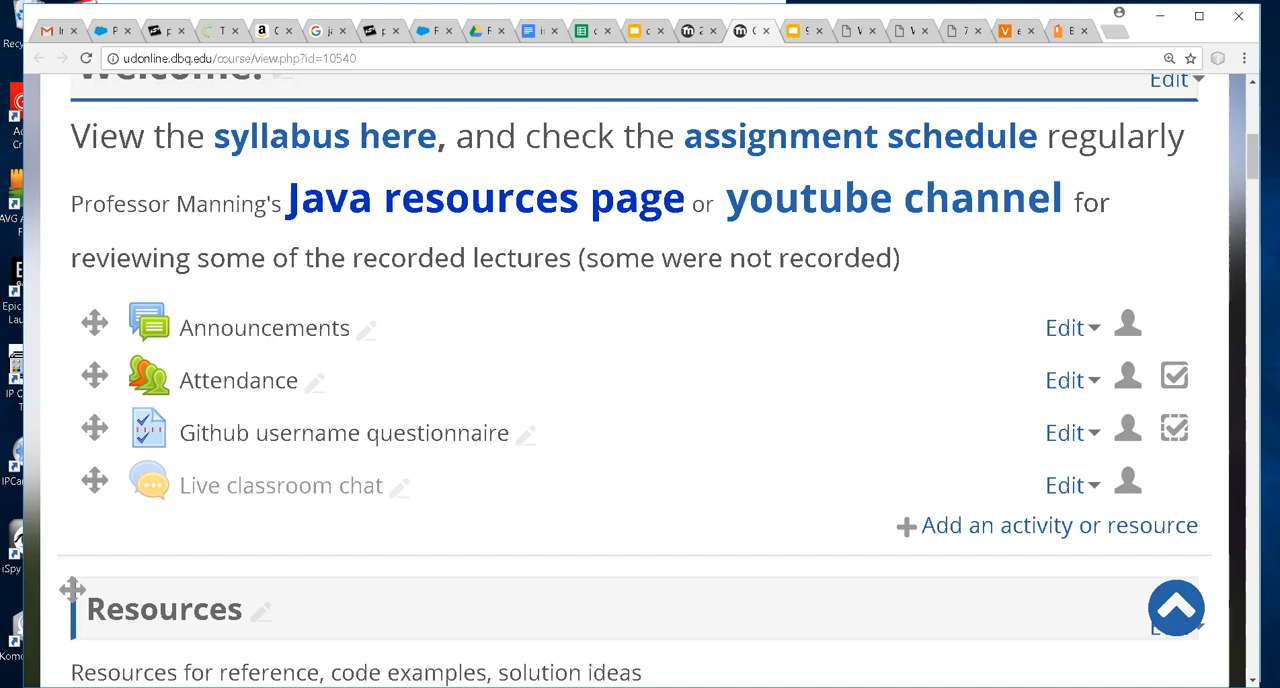 udonline.dbq.edu/course/view.php?id=10540
Welcome!
Edit
View the syllabus here, and check the assignment schedule regularly
Professor Manning's Java resources page or youtube channel for
reviewing some of the recorded lectures (some were not recorded)
Announcements Edit
Attendance Edit
Github username questionnaire Edit
Live classroom chat Edit
Add an activity or resource
Resources
Resources for reference, code examples, solution ideas